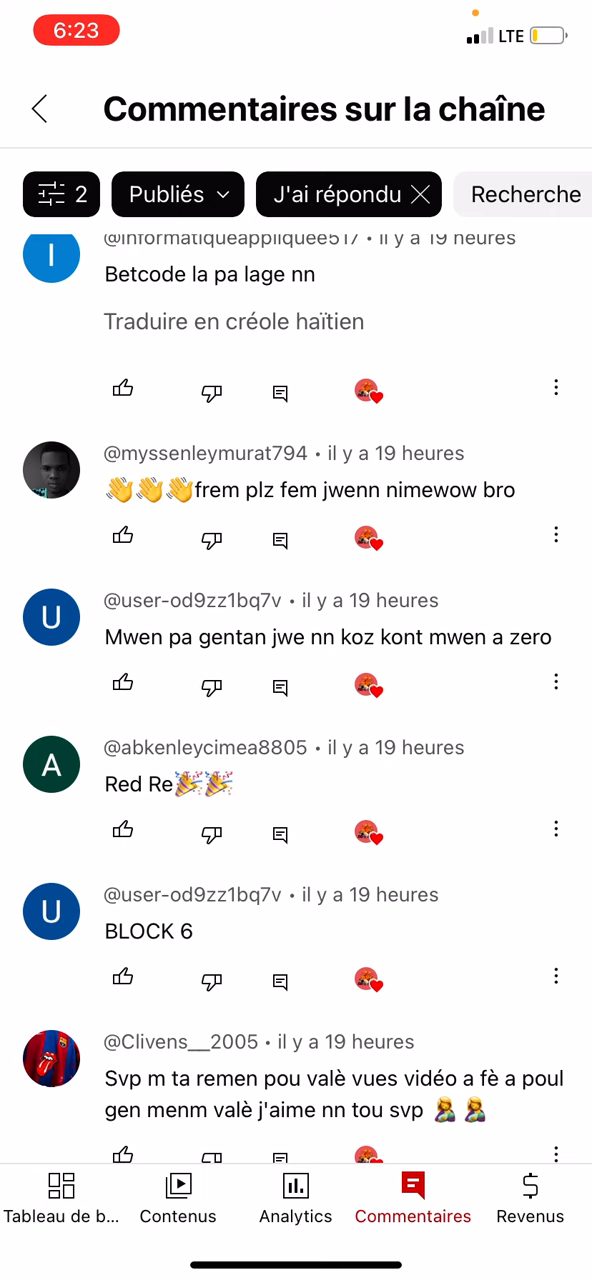 6:23
LTE
Commentaires sur la chaîne
2
Publiés
J'ai répondu
Recherche
@informatiqueappliquee517 • il y a 19 heures
I
Betcode la pa lage nn
Traduire en créole haïtien
@myssenleymurat794 • il y a 19 heures
👋👋👋frem plz fem jwenn nimewow bro
@user-od9zz1bq7v • il y a 19 heures
U
Mwen pa gentan jwe nn koz kont mwen a zero
@abkenleycimea8805 • il y a 19 heures
A
Red Re🎉🎉
@user-od9zz1bq7v • il y a 19 heures
U
BLOCK 6
@Clivens__2005 • il y a 19 heures
Svp m ta remen pou valè vues vidéo a fè a poul
gen menm valè j'aime nn tou svp 🤱🤱
Tableau de b...
Contenus
Analytics
Commentaires
Revenus